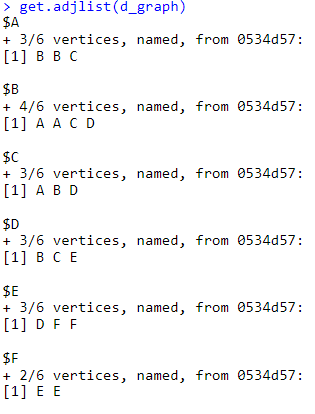 > get.adjlist(d_graph)
$A
+ 3/6 vertices, named, from 0534d57:
[1] B B C
$B
+ 4/6 vertices, named, from 0534d57:
[1] A A C D
$C
+ 3/6 vertices, named, from 0534d57:
[1] A B D
$D
+ 3/6 vertices, named, from 0534d57:
[1] B C E
$E
+ 3/6 vertices, named, from 0534d57:
[1] D F F
$F
+ 2/6 vertices, named, from 0534d57:
[1] E E